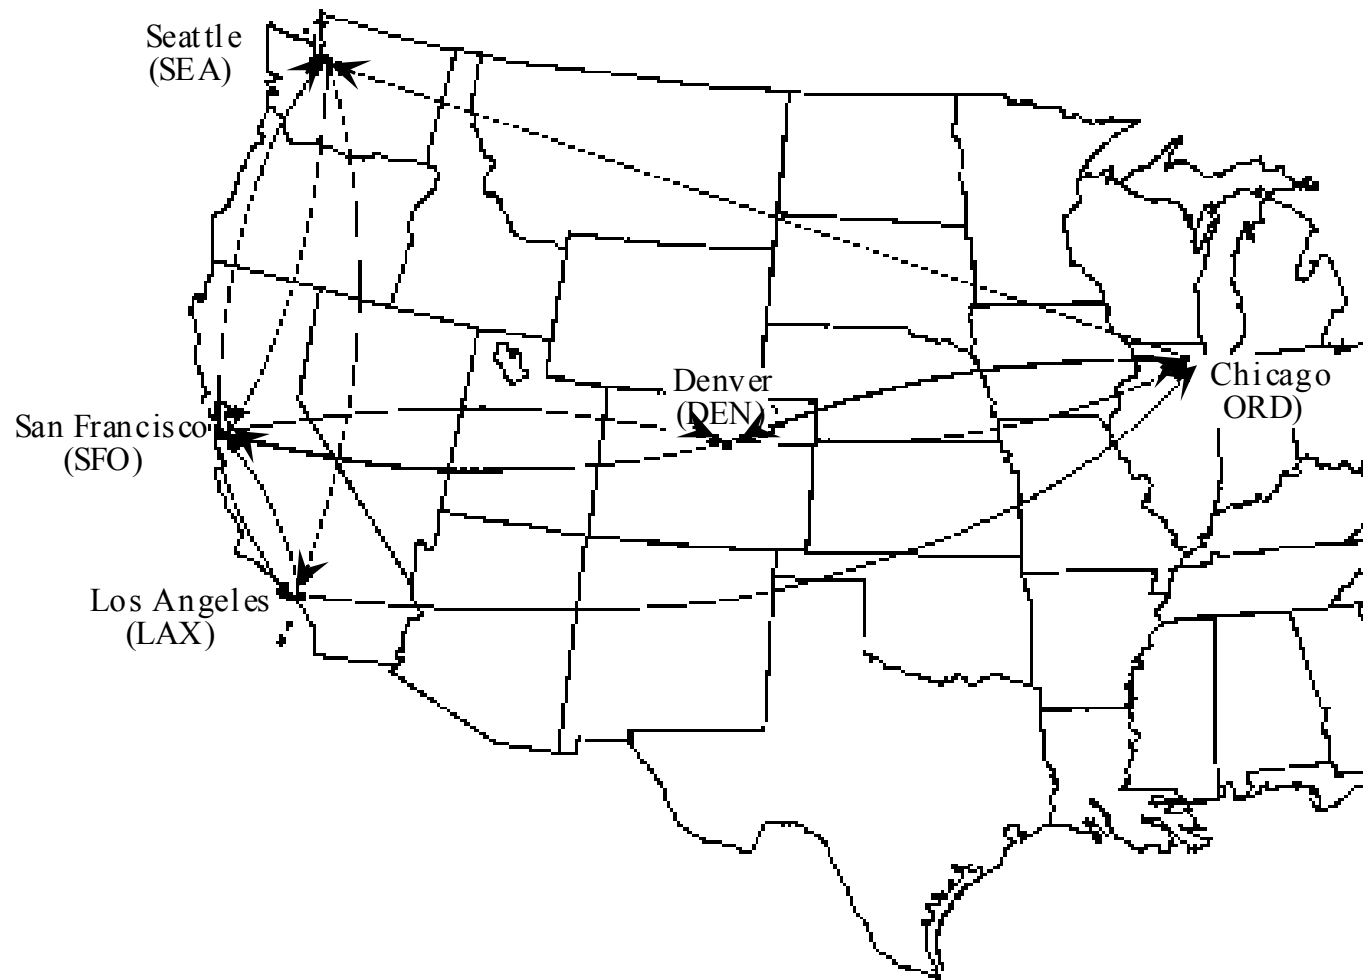 Seattle
(SEA)
Denver
(DEN)
Chicago
ORD)
San Francisco
(SFO)
Los Angeles
(LAX)